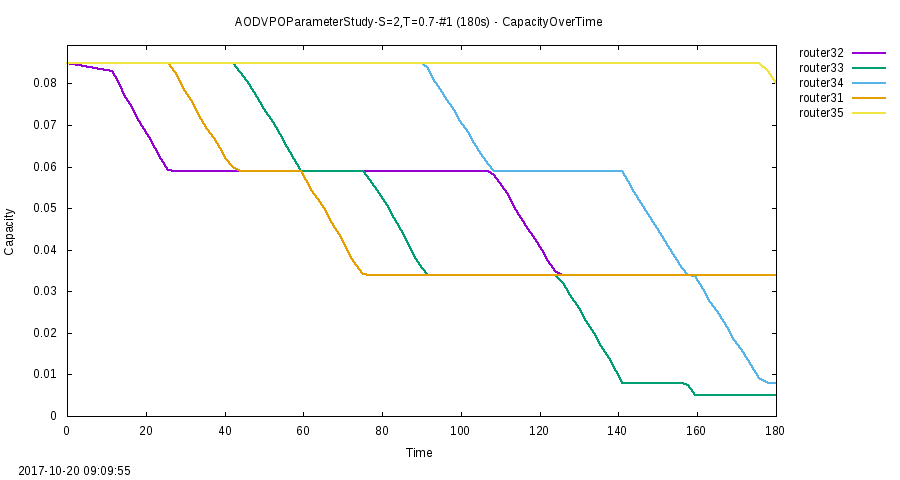 AODVPOParameterStudy-S=2,T=0.7-#1 (180s) - CapacityOverTime
router32
router33
router34
router31
router35
0.08
0.07
0.06
0.05
0.04
0.03
0.02
0.01
0
Capacity
0 20 40 60 80 100 120 140 160 180
Time
2017-10-20 09:09:55